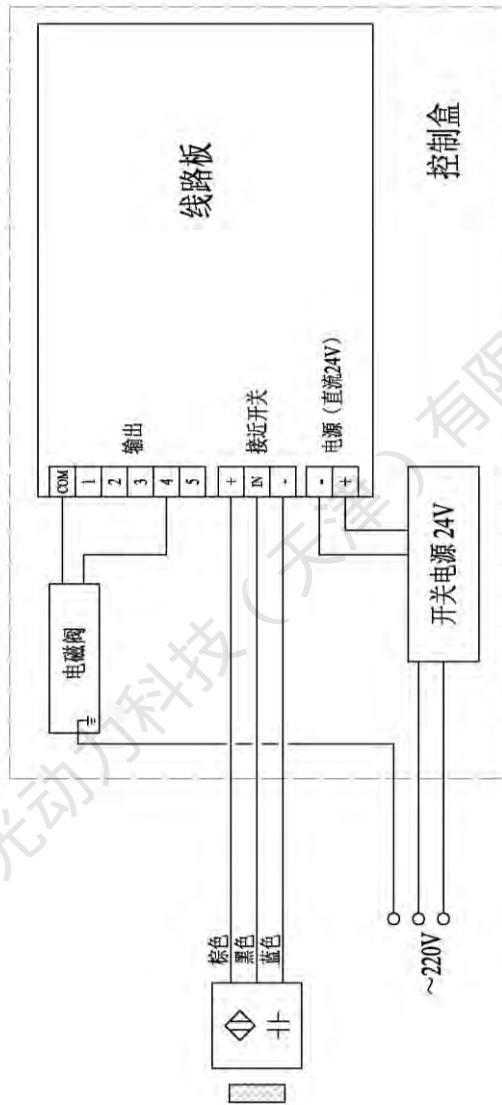 线路板
控制盒
输出
接近开关
电源（直流24V）
COM
1
2
3
4
5
+
IN
-
-
+
电磁阀
开关电源 24V
棕色
黑色
蓝色
～220V
光动力科技（天津）有限